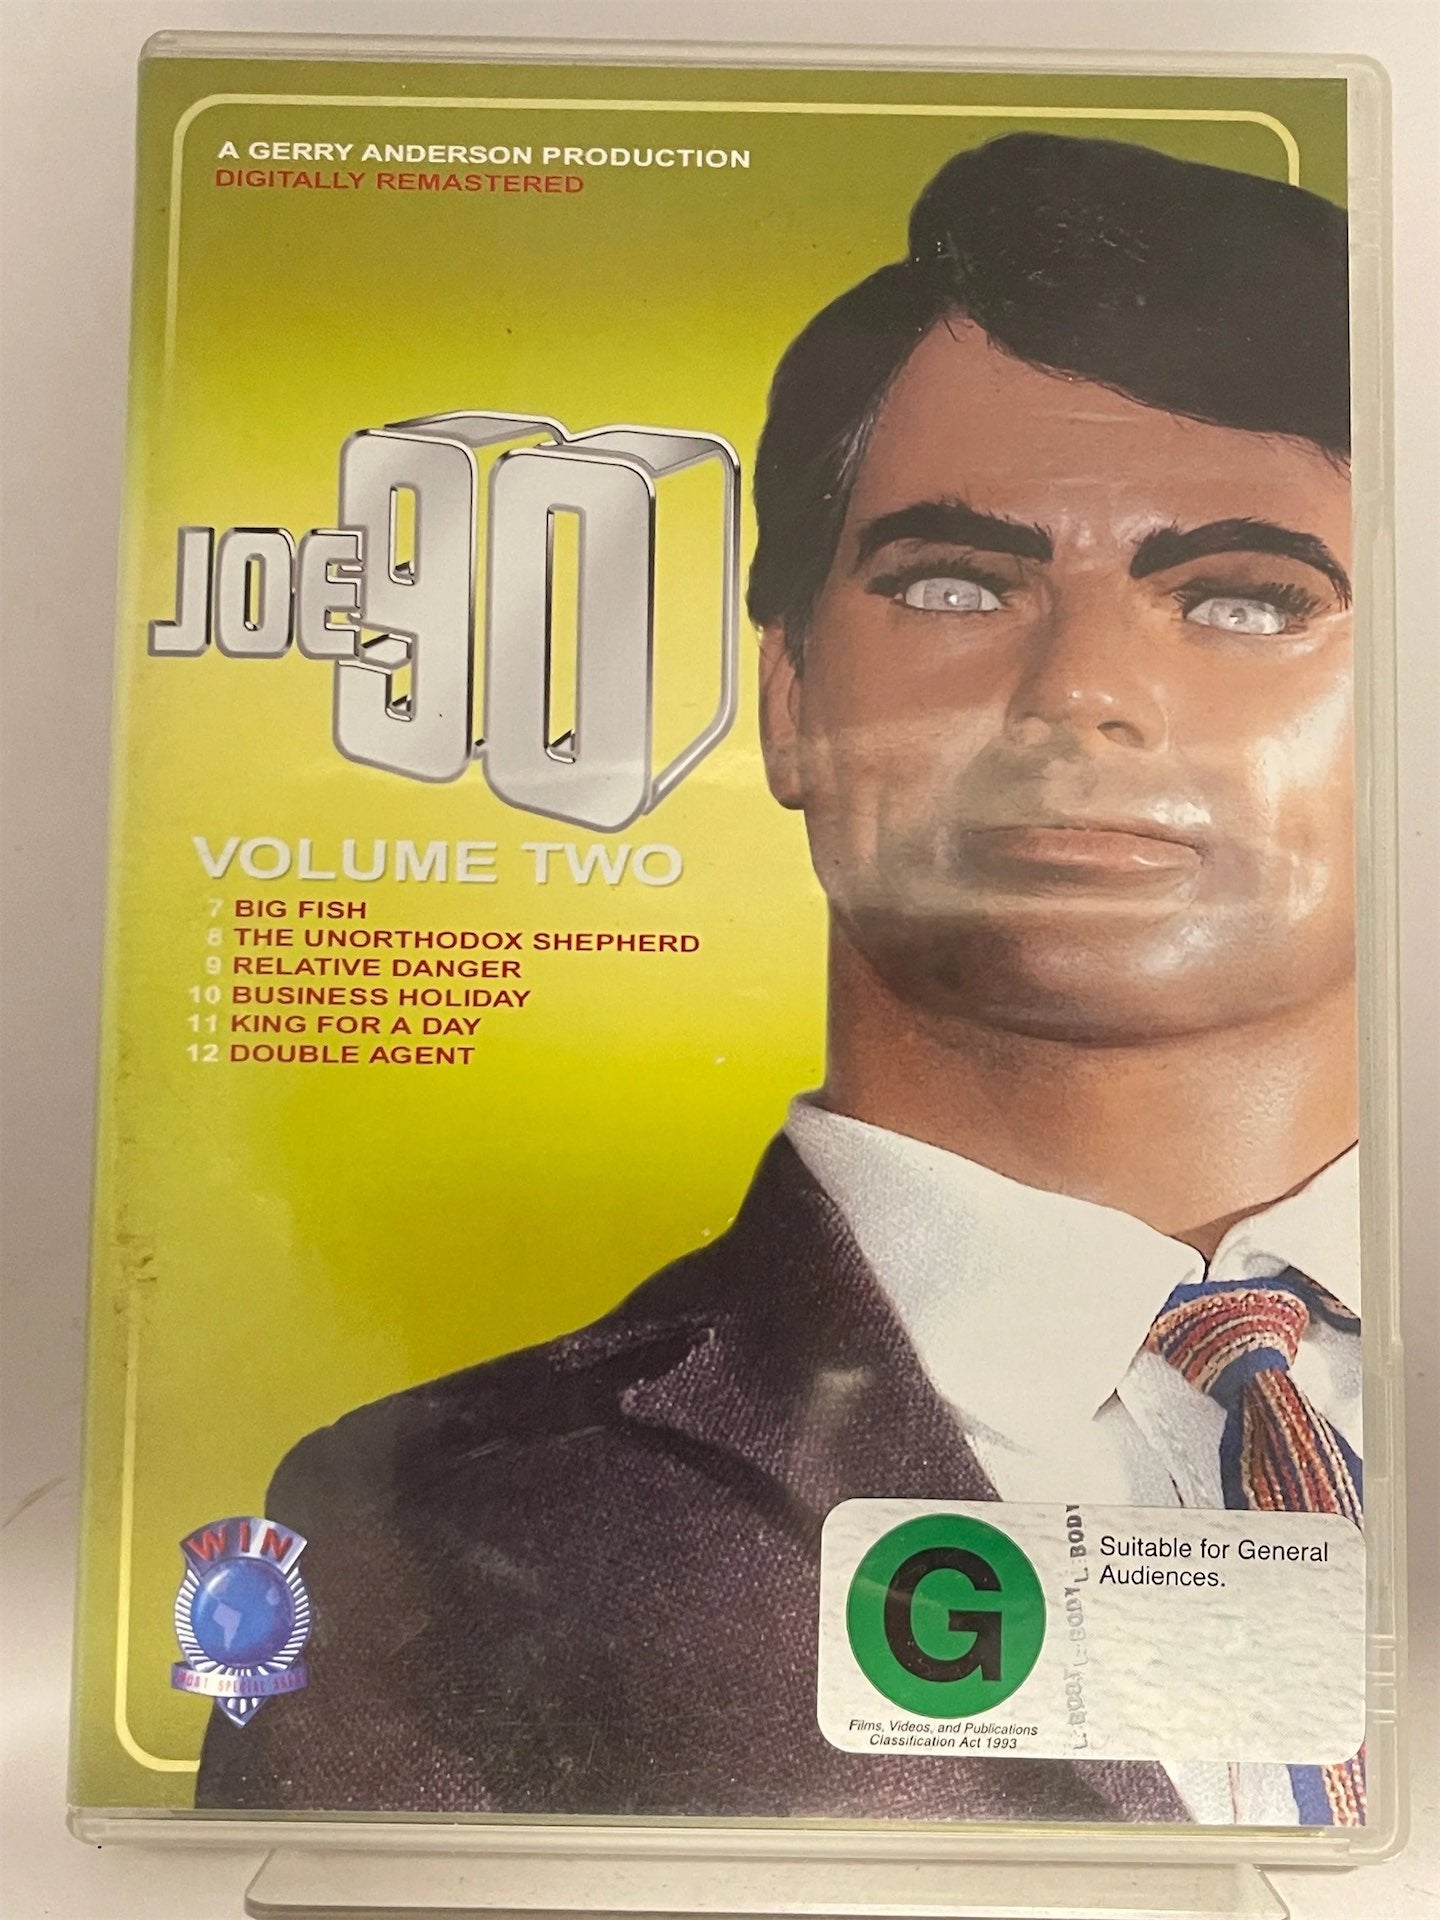 A GERRY ANDERSON PRODUCTION
DIGITALLY REMASTERED
JOE 90
VOLUME TWO
7 BIG FISH
8 THE UNORTHODOX SHEPHERD
9 RELATIVE DANGER
10 BUSINESS HOLIDAY
11 KING FOR A DAY
12 DOUBLE AGENT
WIN
G
Suitable for General
Audiences.
Films, Videos, and Publications
Classification Act 1993